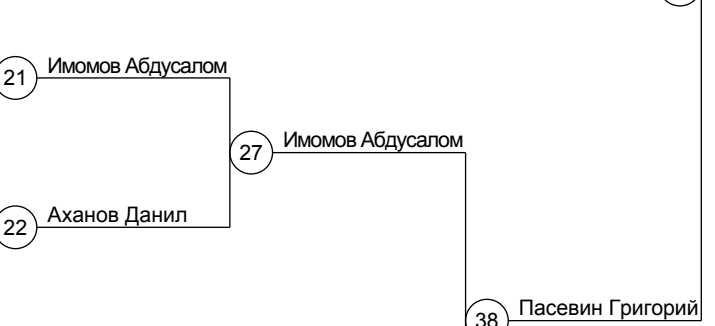 21 Имомов Абдусалом
27 Имомов Абдусалом
22 Аханов Данил
38 Пасевин Григорий